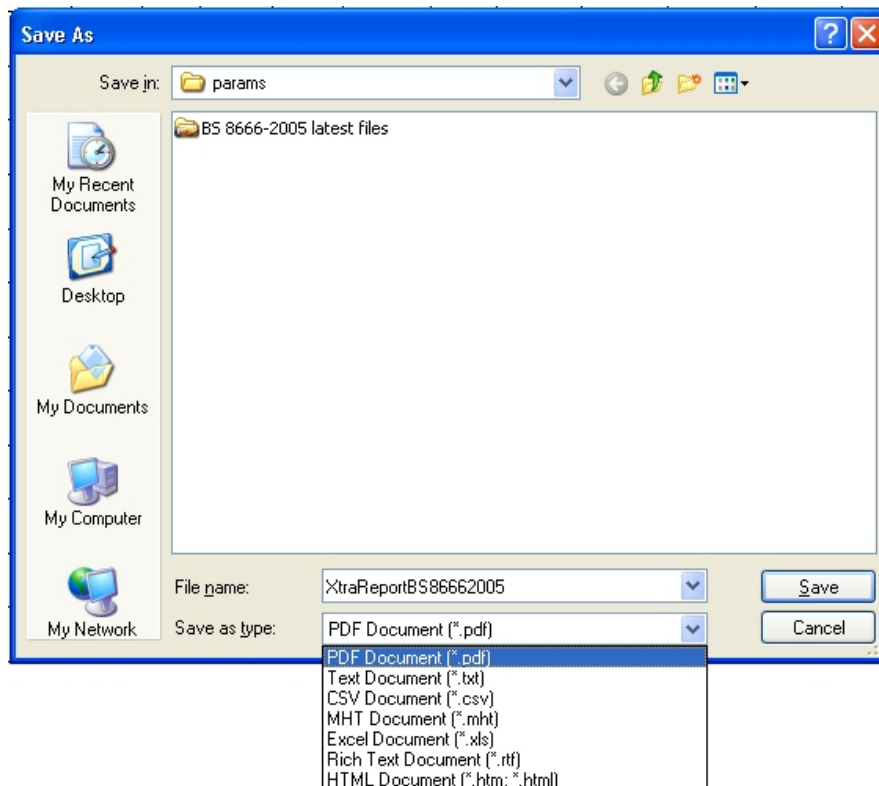 Save As
Save in: params
BS 8666-2005 latest files
My Recent
Documents
Desktop
My Documents
My Computer
My Network
File name: XtraReportBS86662005 Save
Save as type: PDF Document (*.pdf) Cancel
PDF Document (*.pdf)
Text Document (*.txt)
CSV Document (*.csv)
MHT Document (*.mht)
Excel Document (*.xls)
Rich Text Document (*.rtf)
HTML Document (*.htm; *.html)